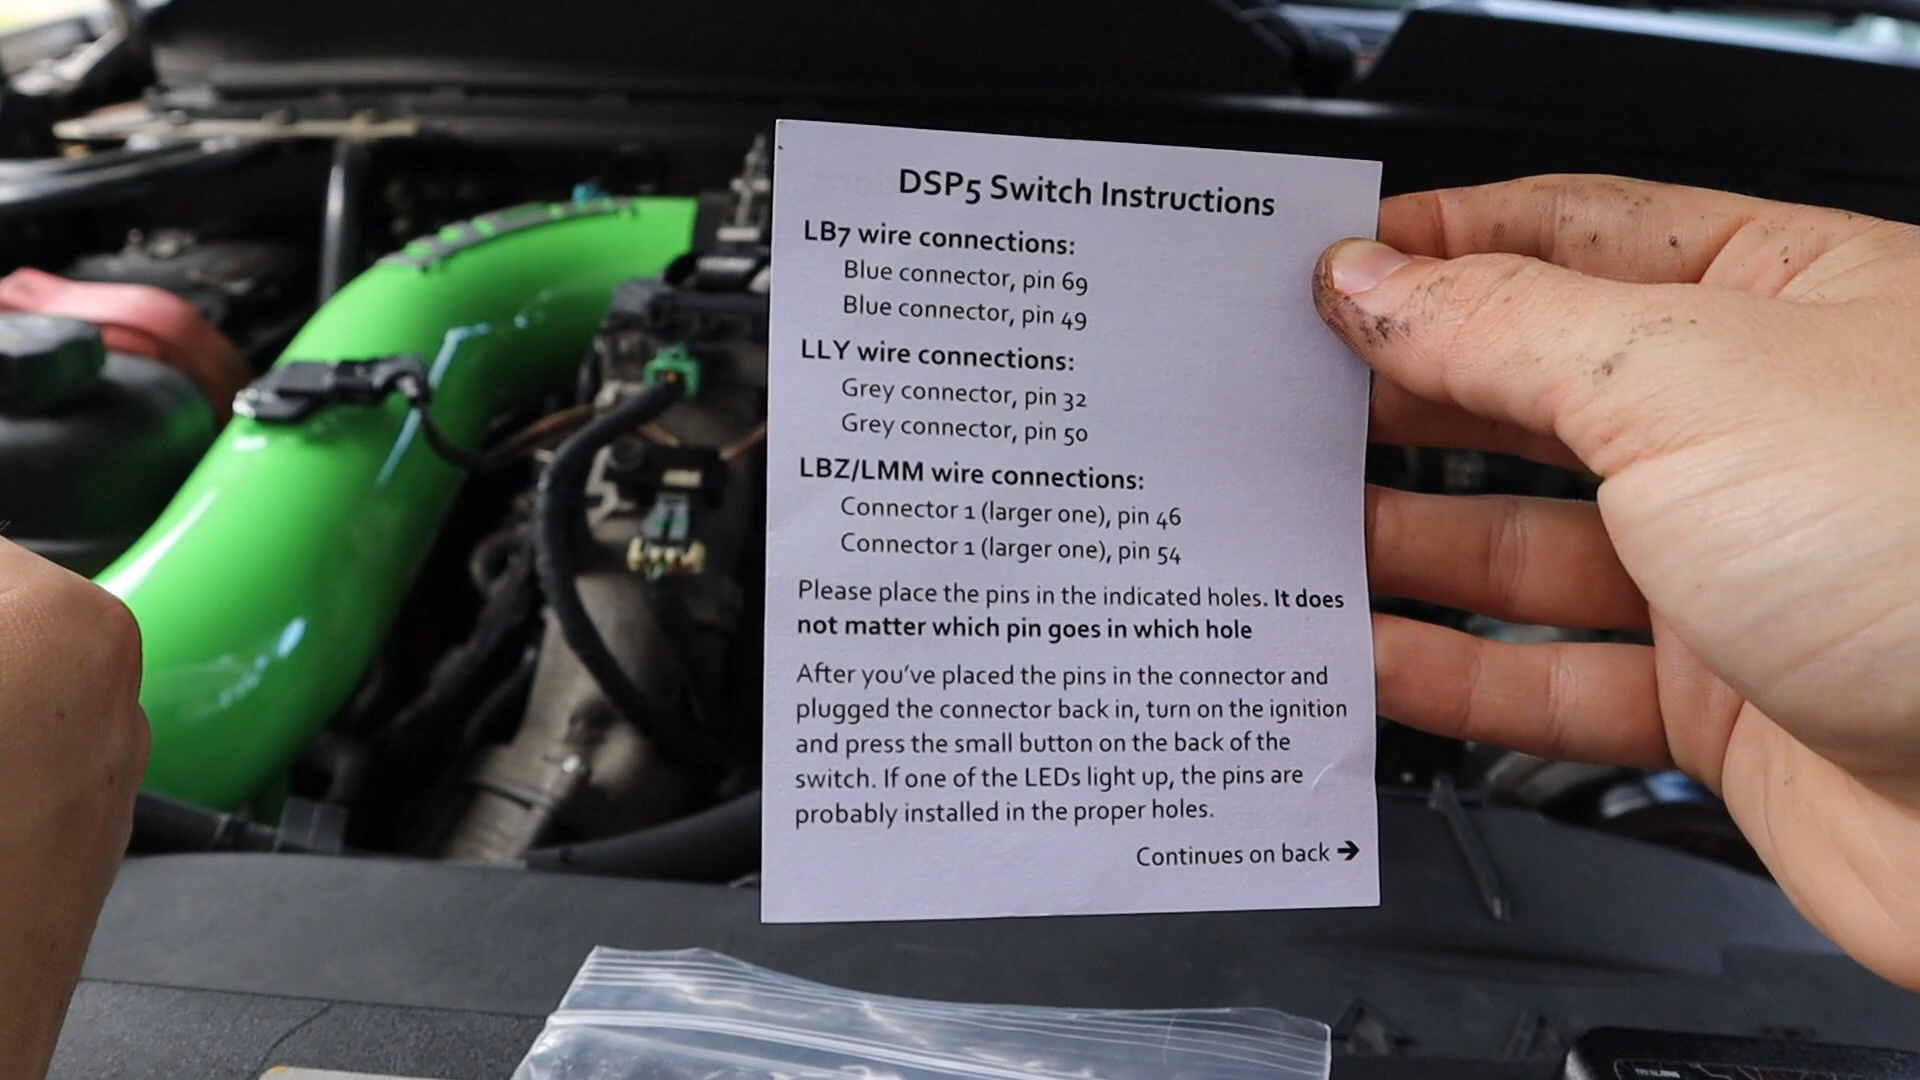 DSP5 Switch Instructions
LB7 wire connections:
Blue connector, pin 69
Blue connector, pin 49
LLY wire connections:
Grey connector, pin 32
Grey connector, pin 50
LBZ/LMM wire connections:
Connector 1 (larger one), pin 46
Connector 1 (larger one), pin 54
Please place the pins in the indicated holes. It does
not matter which pin goes in which hole
After you've placed the pins in the connector and
plugged the connector back in, turn on the ignition
and press the small button on the back of the
switch. If one of the LEDs light up, the pins are
probably installed in the proper holes.
Continues on back ➔